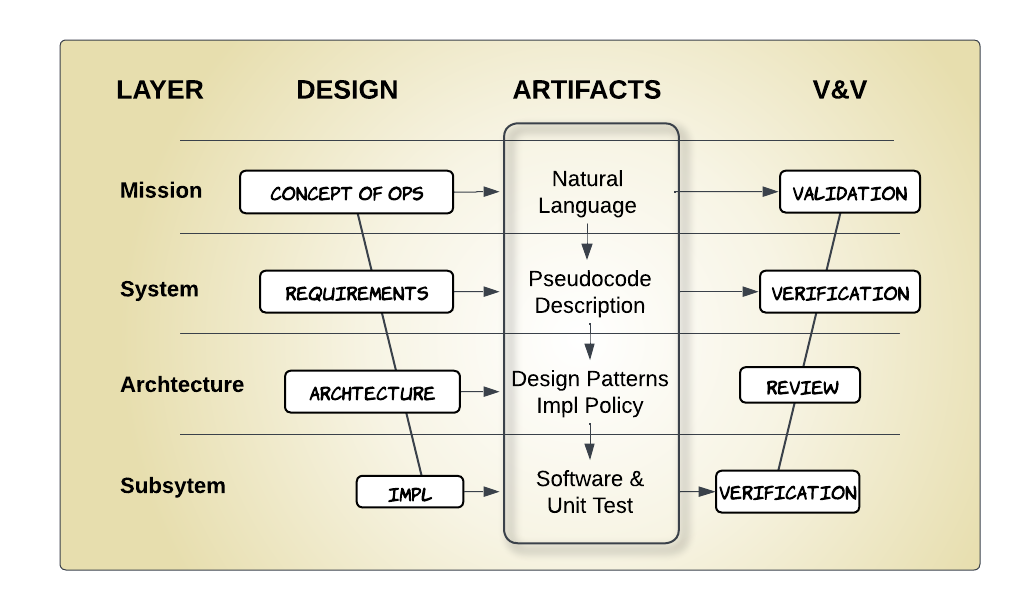 LAYER DESIGN ARTIFACTS V&V
Mission CONCEPT OF OPS Natural VALIDATION
Language
System REQUIREMENTS Pseudocode VERIFICATION
Description
Archtecture ARCHTECTURE Design Patterns REVIEW
Impl Policy
Subsytem IMPL Software & VERIFICATION
Unit Test